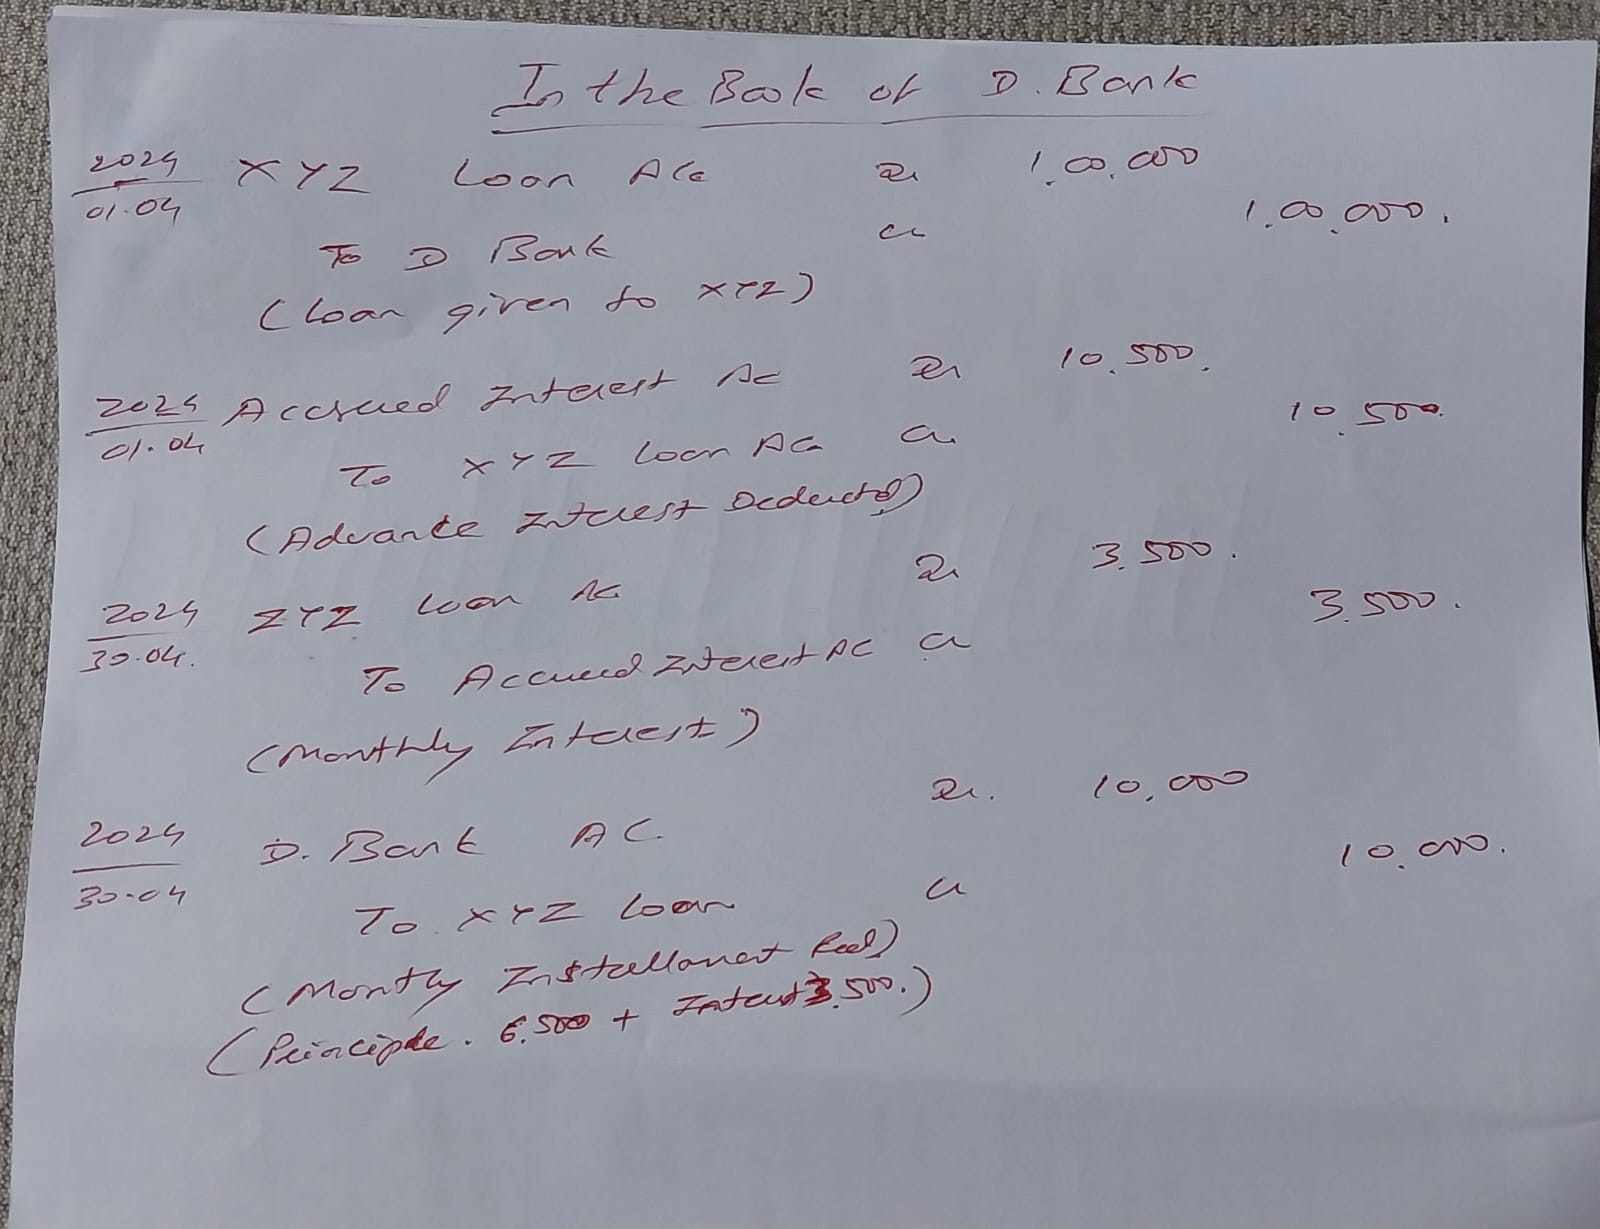 In the Book of D. Bank
2024 XYZ Loan A/c Dr 1,00,000
01.04
To D Bank Cr 1,00,000.
(Loan given to XYZ)
2024 Accrued Interest Ac Dr 10,500.
01.04
To XYZ Loan Ac Cr 10,500.
(Advance Interest Deducted)
2024 ZYZ Loan Ac Dr 3,500.
30.04.
To Accrued Interest AC Cr 3,500.
(Monthly Interest)
2024 D. Bank AC. Dr. 10,000
30.04
To XYZ Loan Cr 10,000.
(Montly Installment Recd)
(Principle. 6,500 + Interest 3,500.)